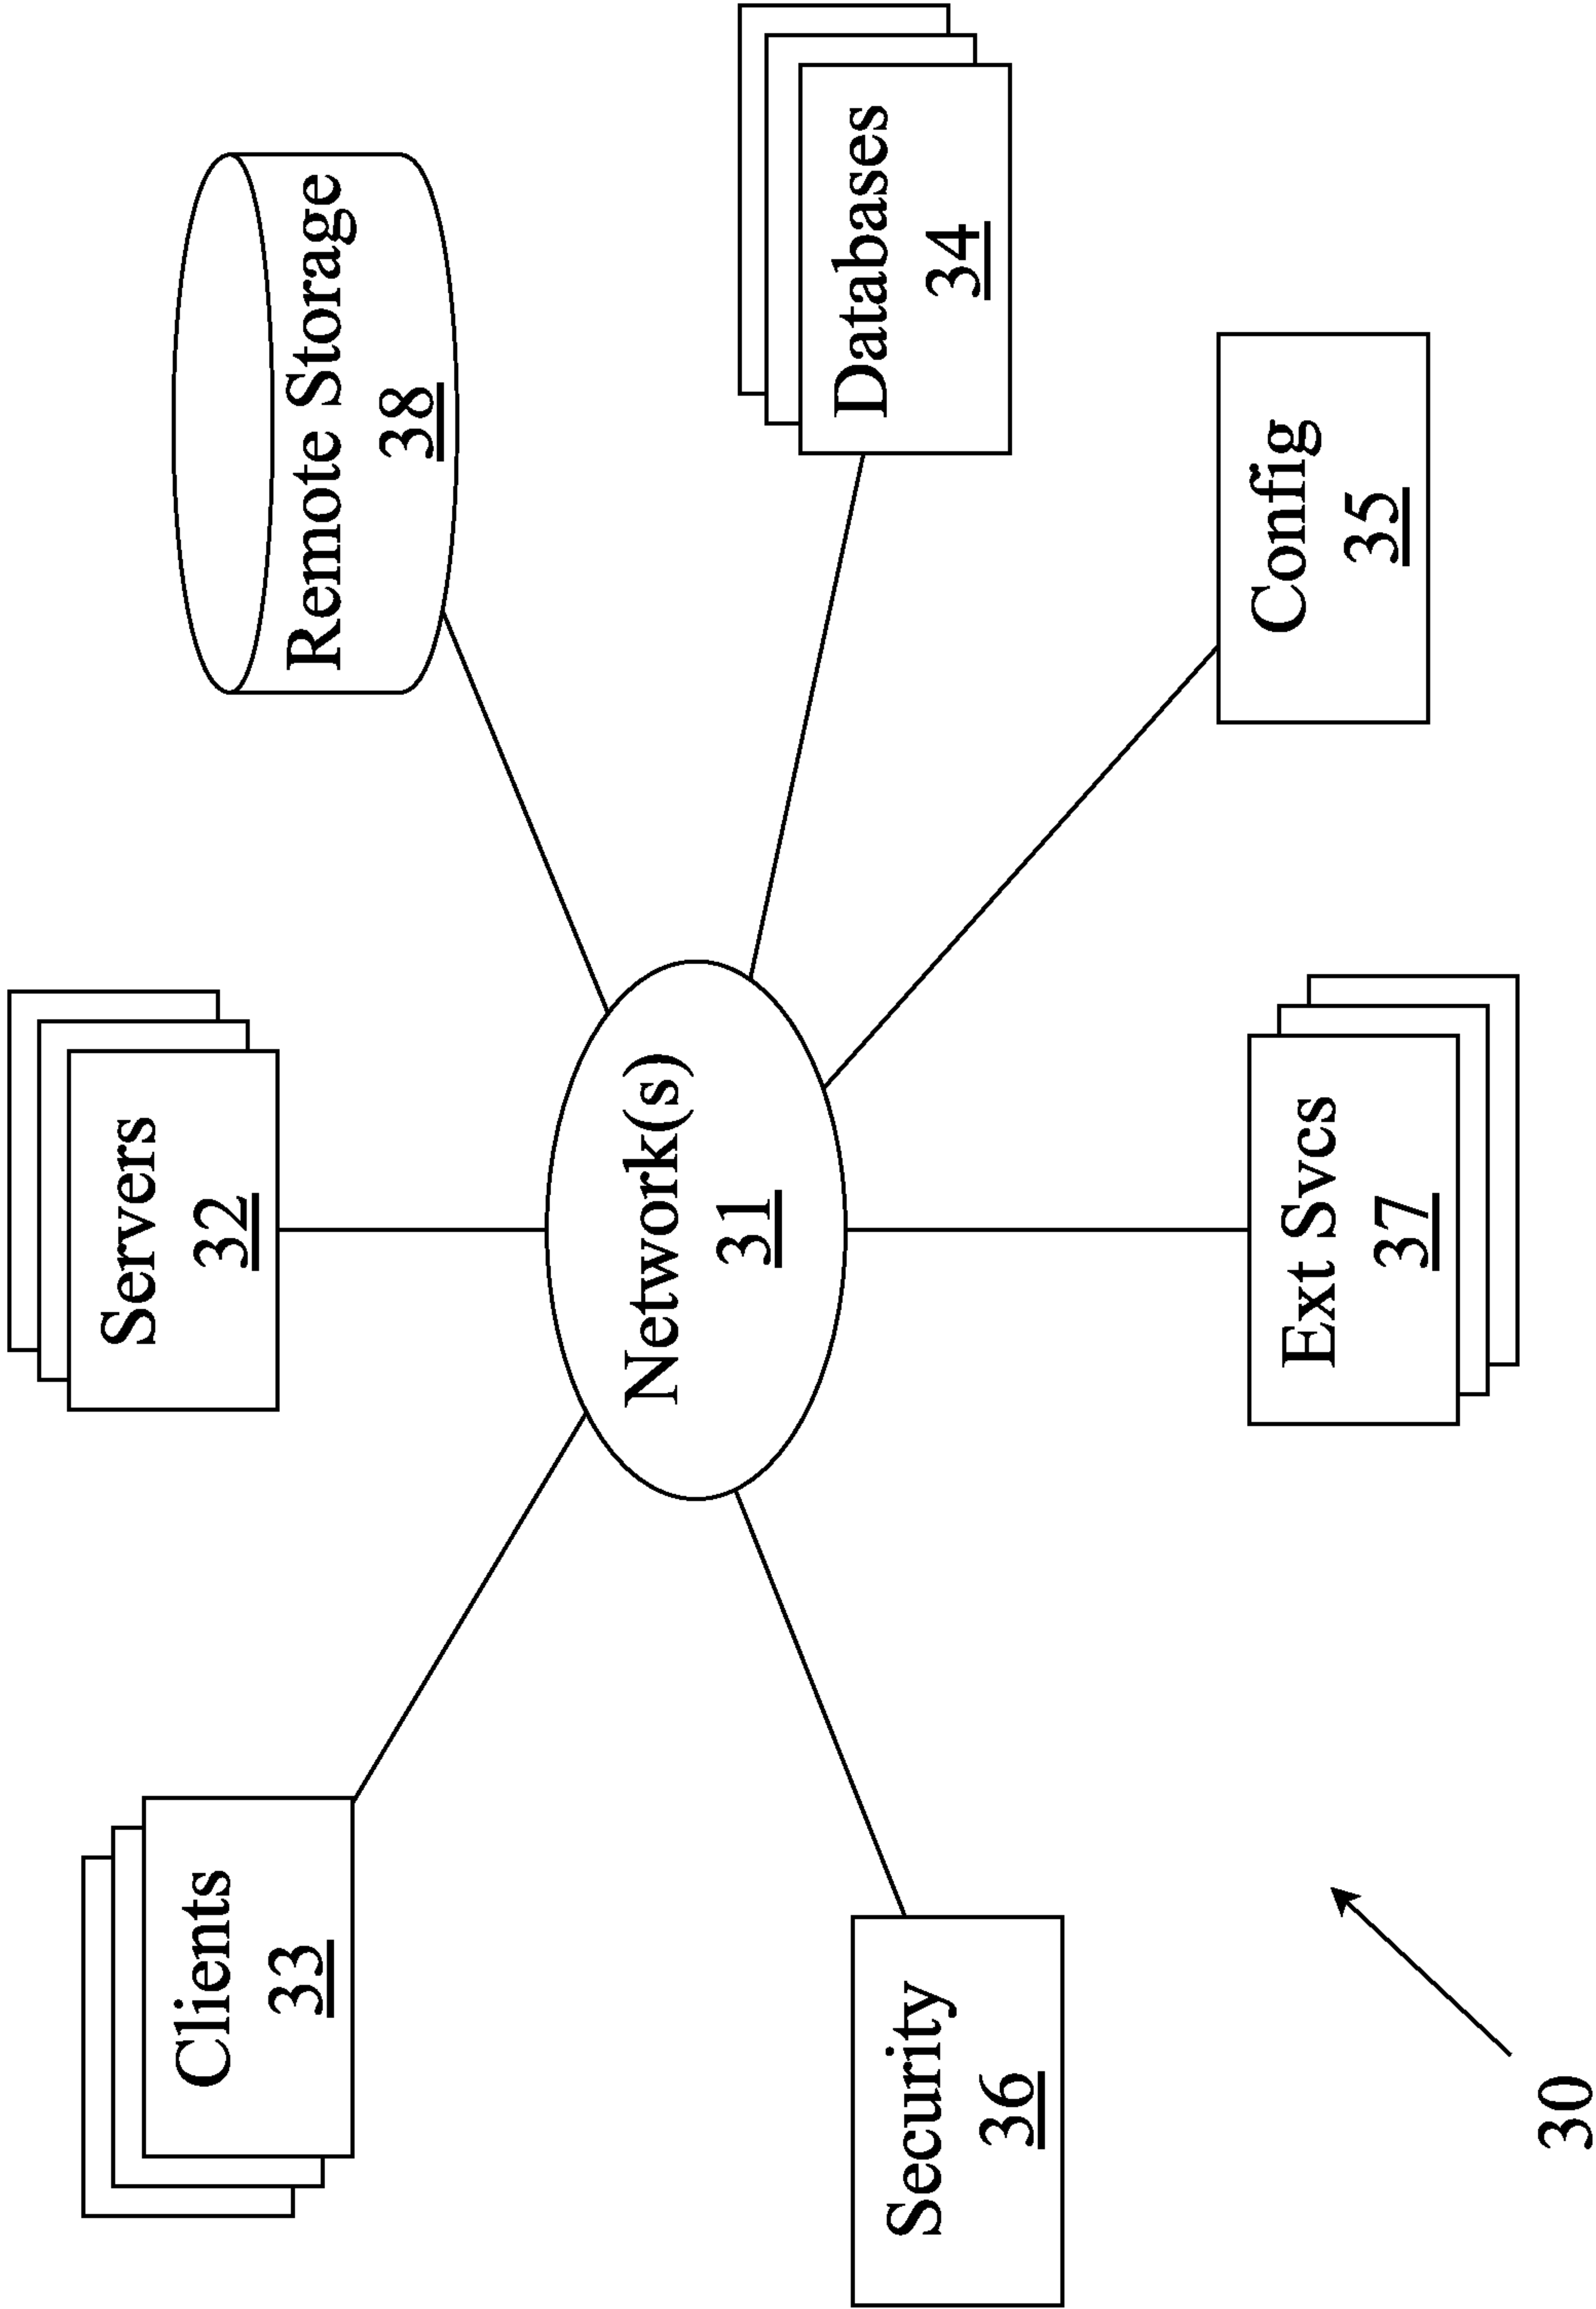 Servers
32
Clients
33
Remote Storage
38
Network(s)
31
Databases
34
Security
36
Config
35
Ext Svcs
37
30